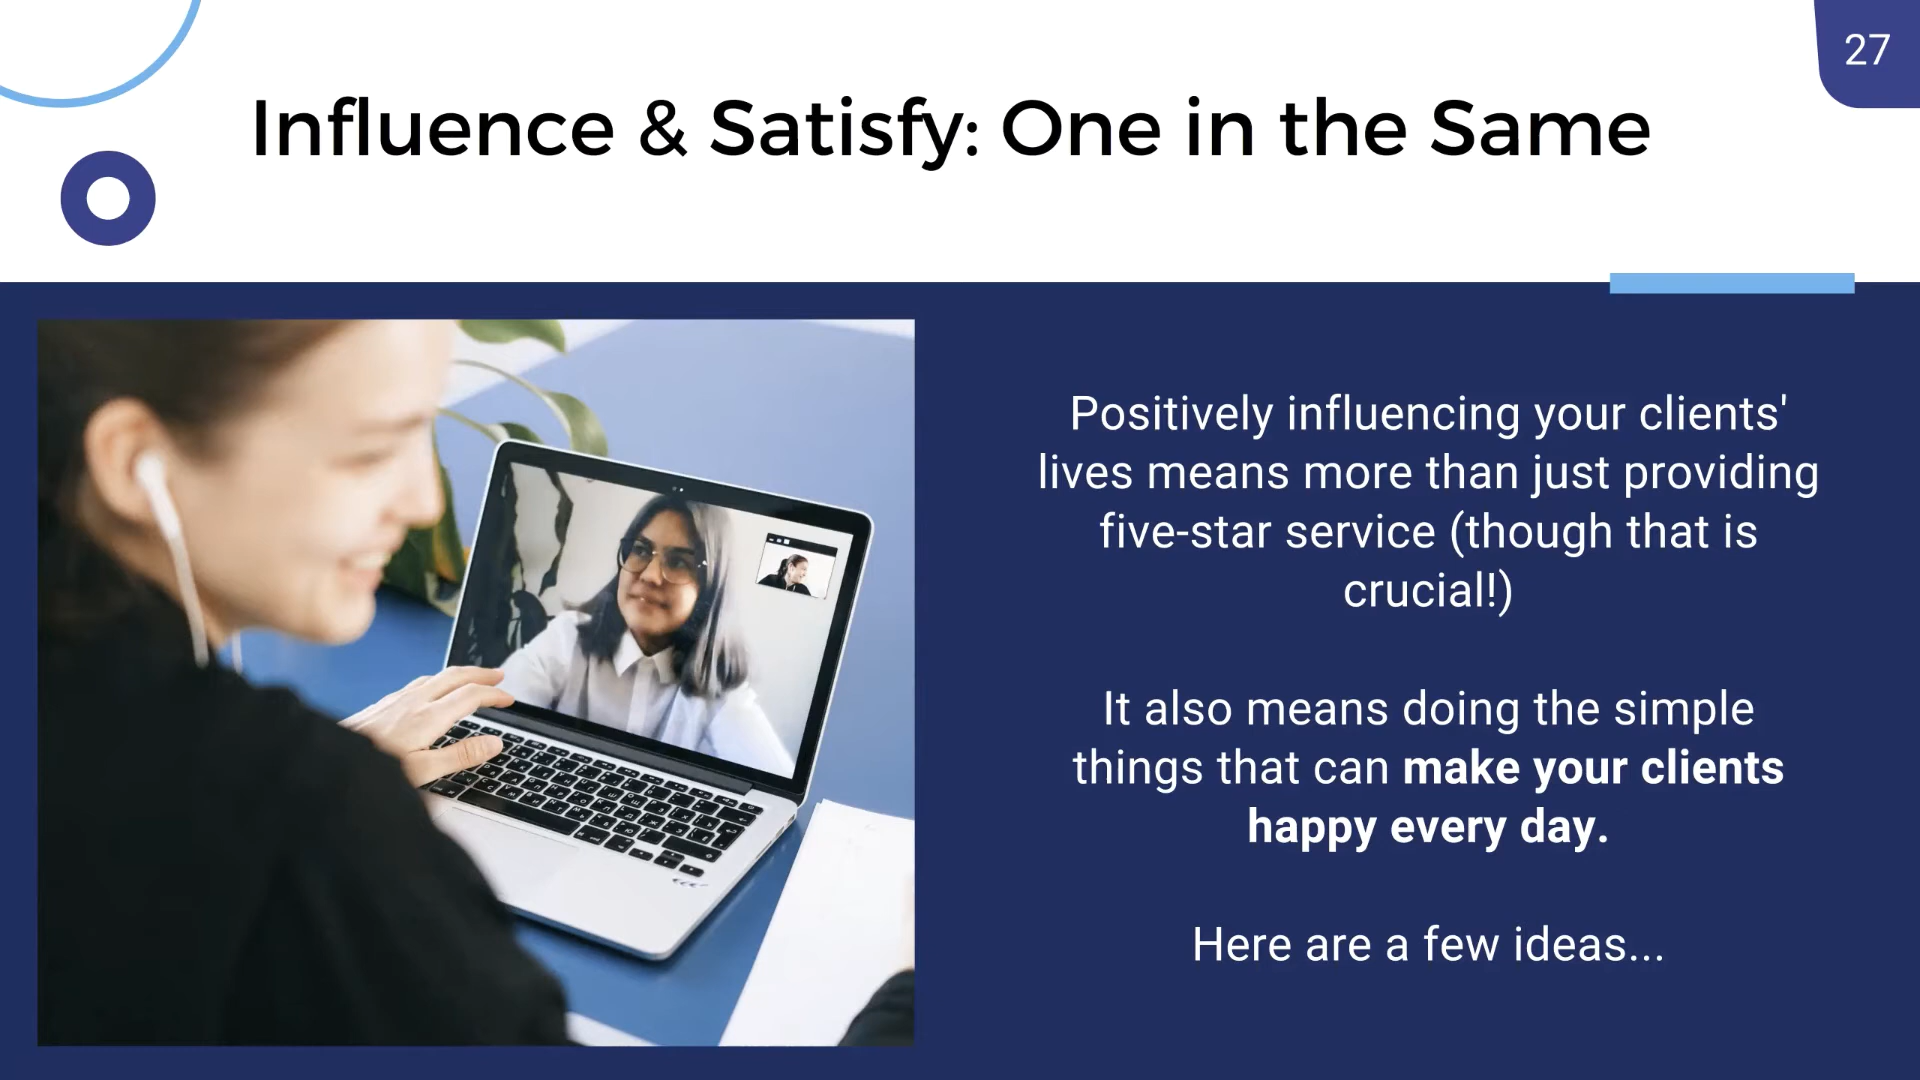 27
Influence & Satisfy: One in the Same
Positively influencing your clients'
lives means more than just providing
five-star service (though that is
crucial!)
It also means doing the simple
things that can make your clients
happy every day.
Here are a few ideas...